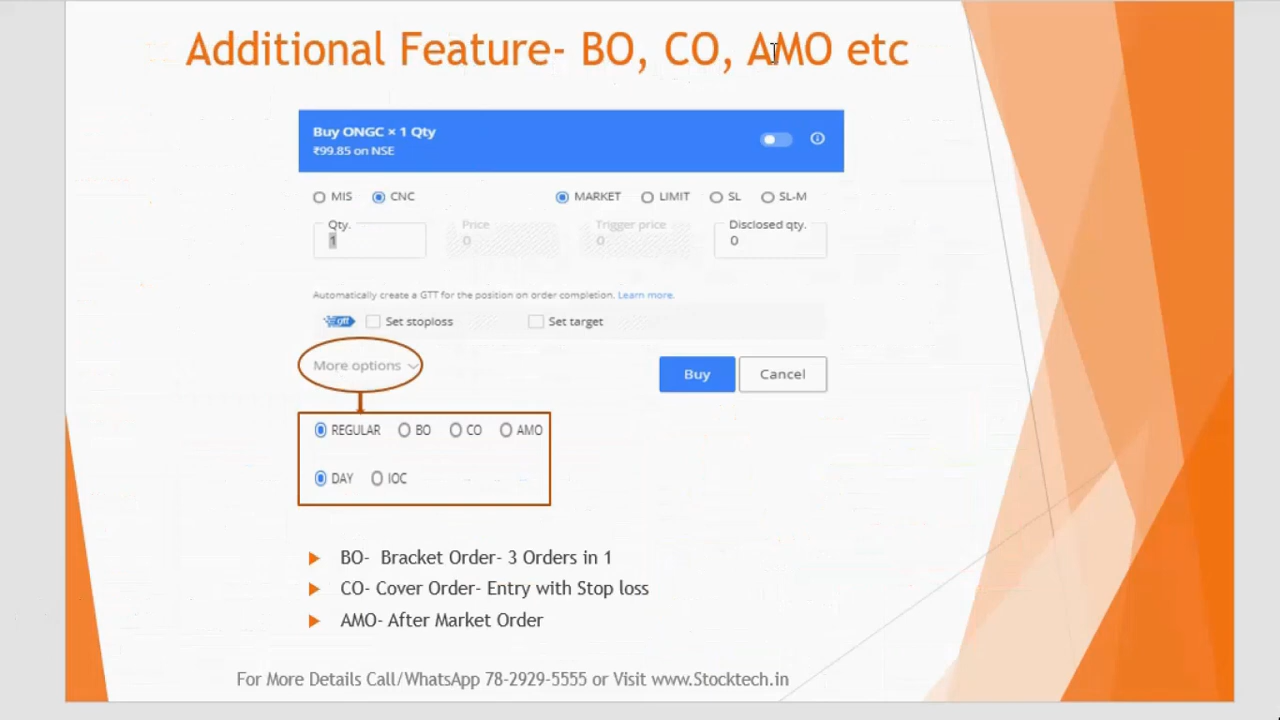 Additional Feature- BO, CO, AMO etc
Buy ONGC × 1 Qty
₹99.85 on NSE
MIS CNC MARKET LIMIT SL SL-M
Qty. Price Trigger price Disclosed qty.
1 0 0 0
Automatically create a GTT for the position on order completion. Learn more.
GTT Set stoploss Set target
More options Buy Cancel
REGULAR BO CO AMO
DAY IOC
BO- Bracket Order- 3 Orders in 1
CO- Cover Order- Entry with Stop loss
AMO- After Market Order
For More Details Call/WhatsApp 78-2929-5555 or Visit www.Stocktech.in